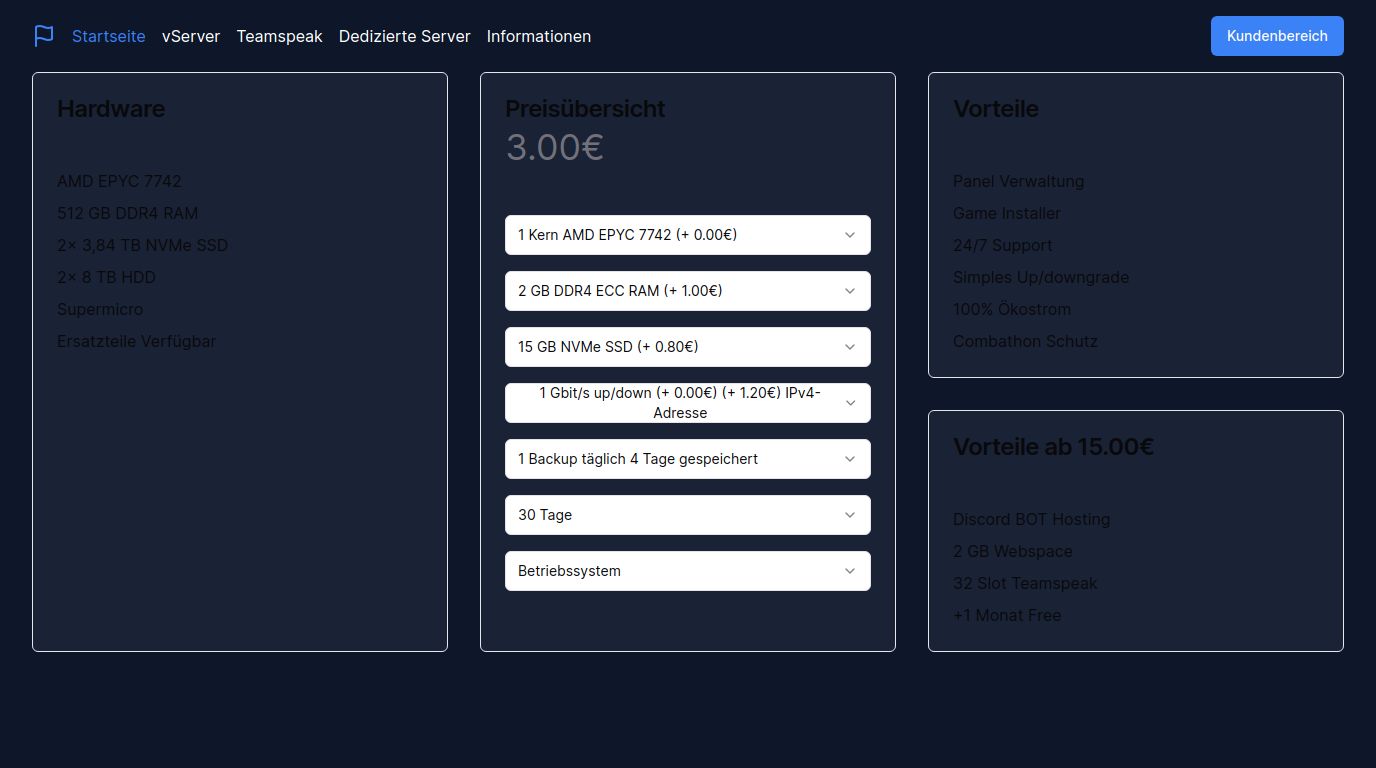 Startseite vServer Teamspeak Dedizierte Server Informationen Kundenbereich
Hardware
AMD EPYC 7742
512 GB DDR4 RAM
2x 3,84 TB NVMe SSD
2x 8 TB HDD
Supermicro
Ersatzteile Verfügbar
Preisübersicht
3.00€
1 Kern AMD EPYC 7742 (+ 0.00€)
2 GB DDR4 ECC RAM (+ 1.00€)
15 GB NVMe SSD (+ 0.80€)
1 Gbit/s up/down (+ 0.00€) (+ 1.20€) IPv4-
Adresse
1 Backup täglich 4 Tage gespeichert
30 Tage
Betriebssystem
Vorteile
Panel Verwaltung
Game Installer
24/7 Support
Simples Up/downgrade
100% Ökostrom
Combathon Schutz
Vorteile ab 15.00€
Discord BOT Hosting
2 GB Webspace
32 Slot Teamspeak
+1 Monat Free